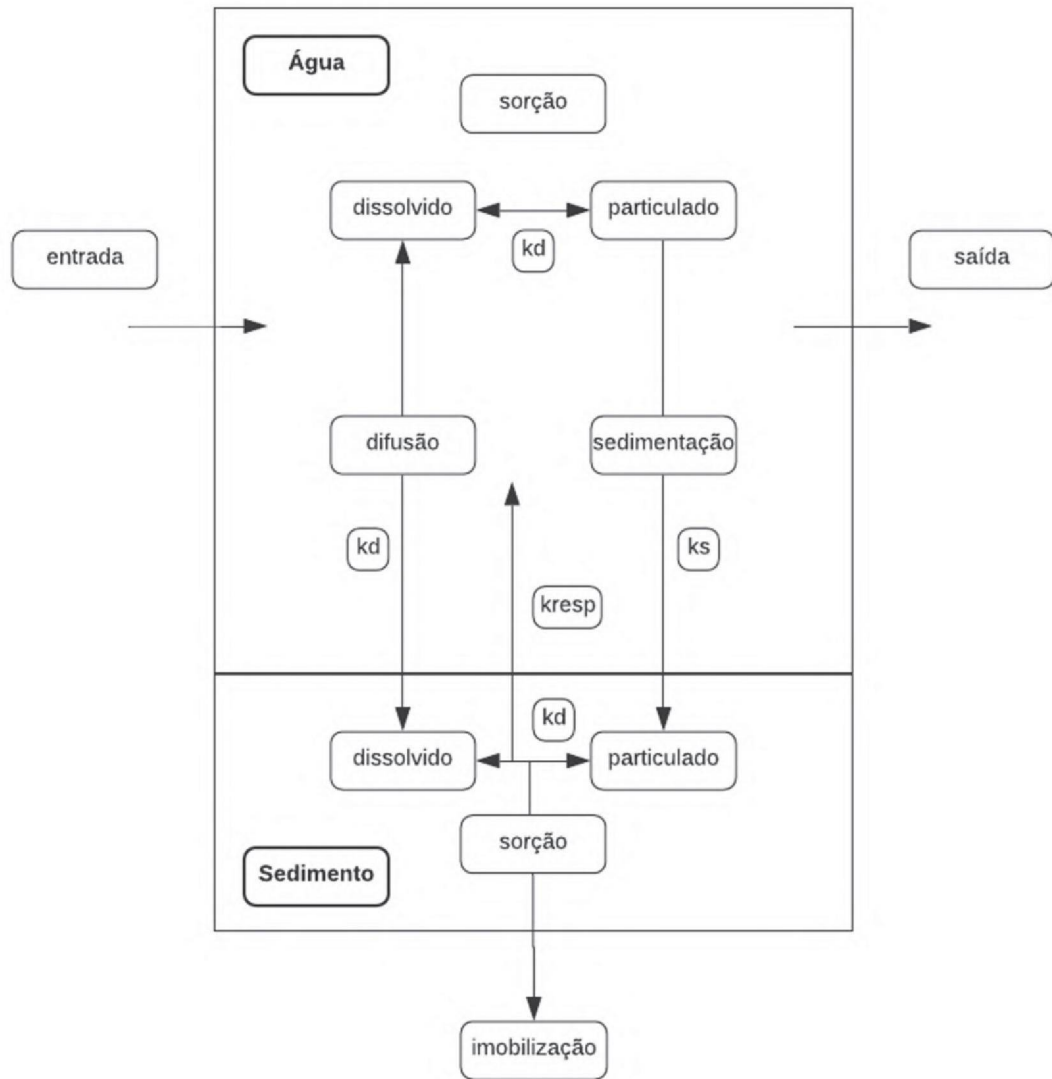 Água
sorção
dissolvido
particulado
kd
entrada
saída
difusão
sedimentação
kd
ks
kresp
kd
dissolvido
particulado
sorção
Sedimento
imobilização